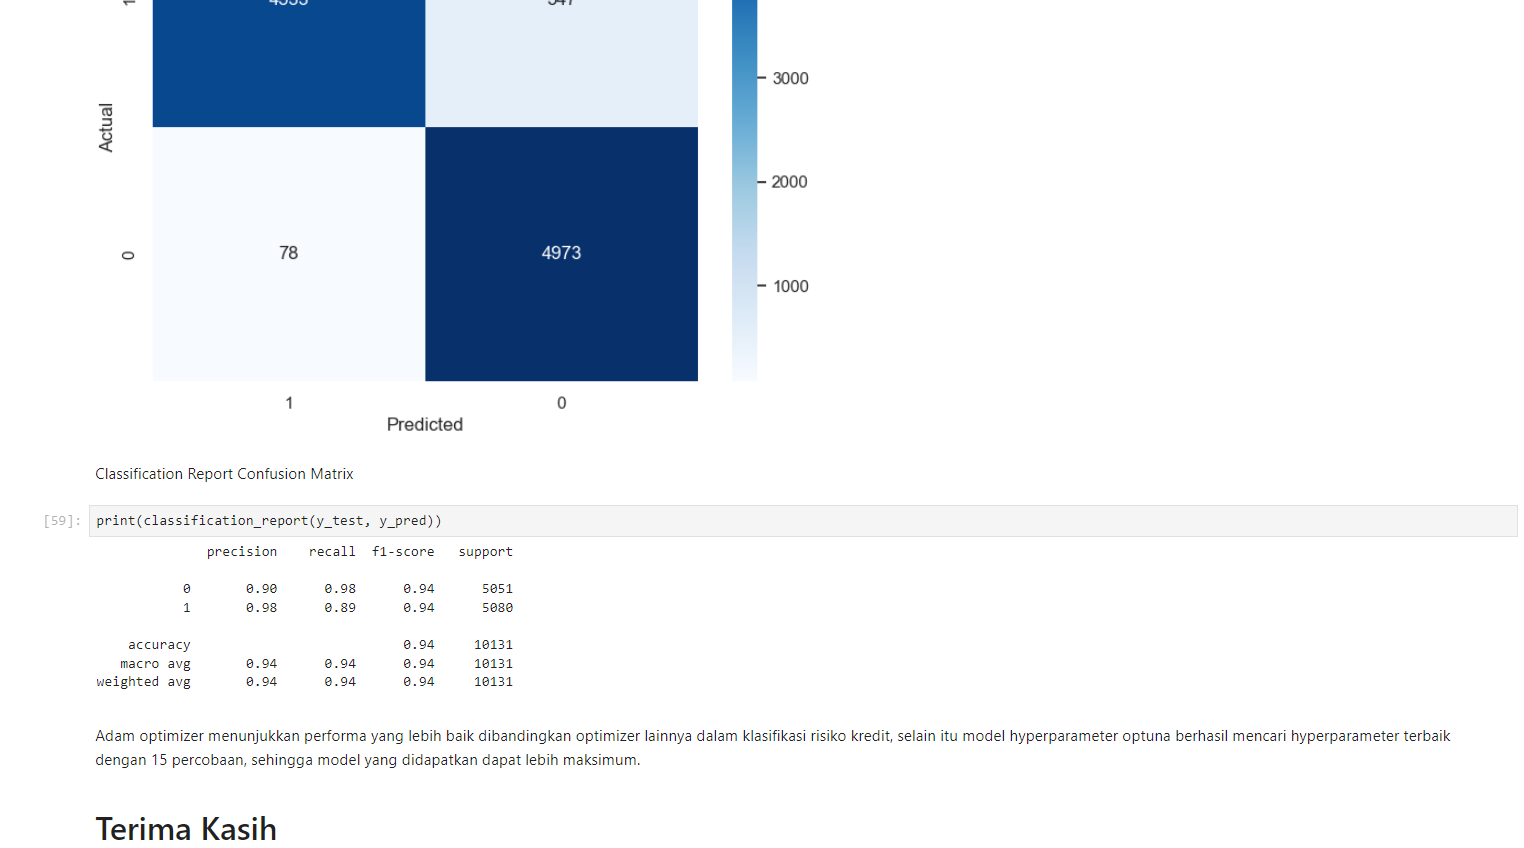 4533 547
1
3000
Actual
2000
0 78 4973
1000
1 0
Predicted
Classification Report Confusion Matrix
[59]: print(classification_report(y_test, y_pred))
precision recall f1-score support
0 0.90 0.98 0.94 5051
1 0.98 0.89 0.94 5080
accuracy 0.94 10131
macro avg 0.94 0.94 0.94 10131
weighted avg 0.94 0.94 0.94 10131
Adam optimizer menunjukkan performa yang lebih baik dibandingkan optimizer lainnya dalam klasifikasi risiko kredit, selain itu model hyperparameter optuna berhasil mencari hyperparameter terbaik
dengan 15 percobaan, sehingga model yang didapatkan dapat lebih maksimum.
Terima Kasih